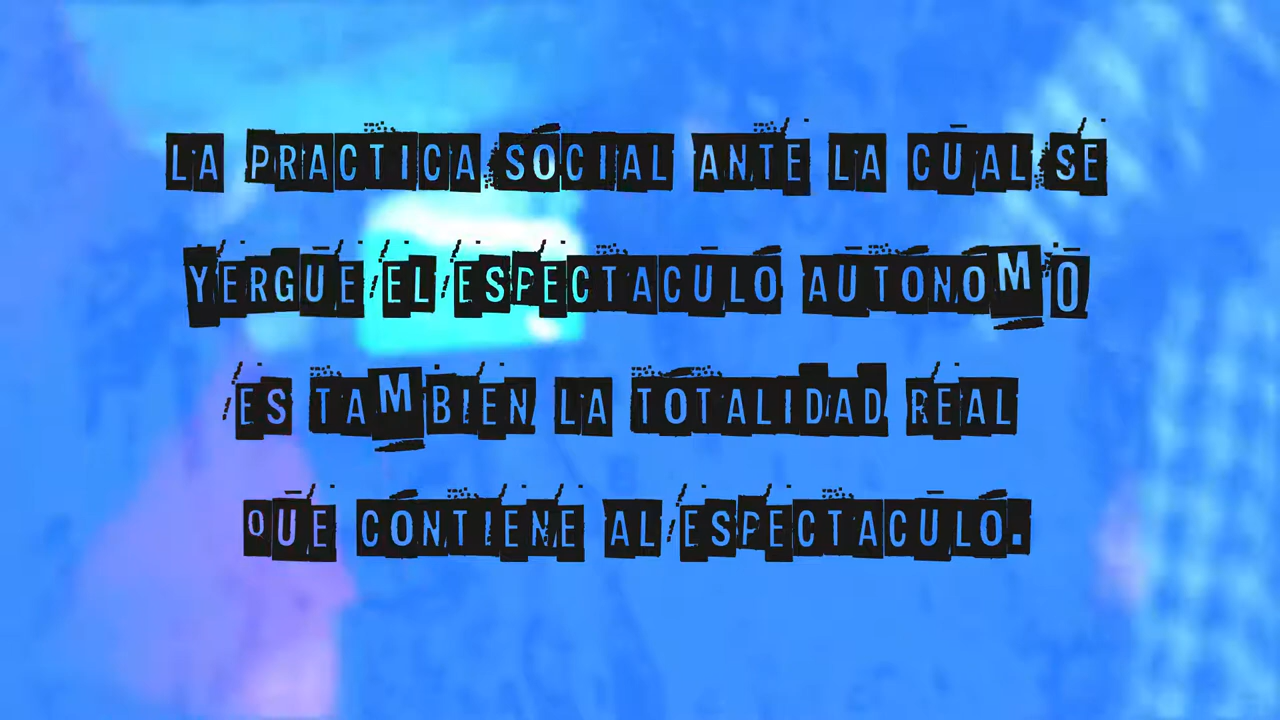 LA PRACTICA SOCIAL ANTE LA CUAL SE
YERGUE EL ESPECTACULO AUTONOMO
ES TAMBIEN LA TOTALIDAD REAL
QUE CONTIENE AL ESPECTACULO.